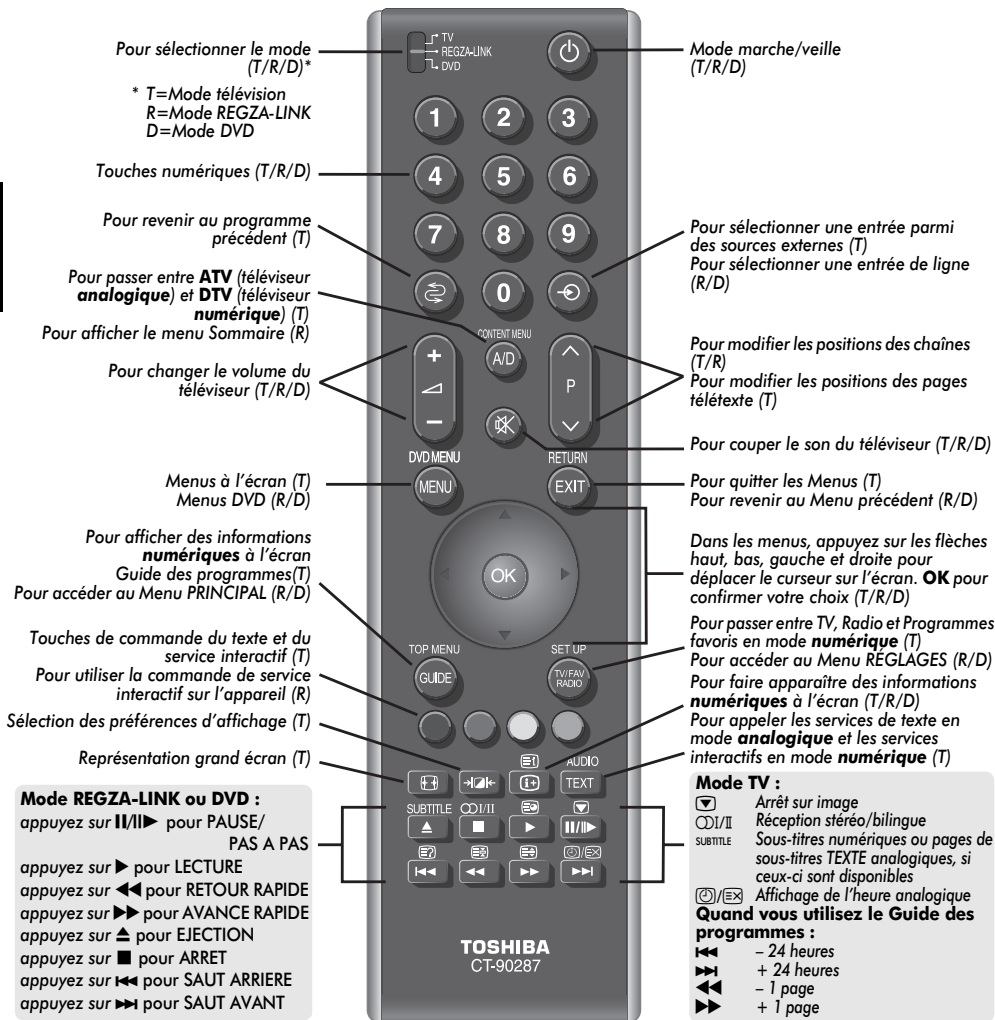 Pour sélectionner le mode
(T/R/D)*
* T=Mode télévision
R=Mode REGZA-LINK
D=Mode DVD
Touches numériques (T/R/D)
Pour revenir au programme
précédent (T)
Pour passer entre ATV (téléviseur
analogique) et DTV (téléviseur
numérique) (T)
Pour afficher le menu Sommaire (R)
Pour changer le volume du
téléviseur (T/R/D)
Menus à l'écran (T)
Menus DVD (R/D)
Pour afficher des informations
numériques à l'écran
Guide des programmes(T)
Pour accéder au Menu PRINCIPAL (R/D)
Touches de commande du texte et du
service interactif (T)
Pour utiliser la commande de service
interactif sur l'appareil (R)
Sélection des préférences d'affichage (T)
Représentation grand écran (T)
Mode REGZA-LINK ou DVD :
appuyez sur II/II▶ pour PAUSE/
PAS A PAS
appuyez sur ▶ pour LECTURE
appuyez sur ◀◀ pour RETOUR RAPIDE
appuyez sur ▶▶ pour AVANCE RAPIDE
appuyez sur ≜ pour EJECTION
appuyez sur ■ pour ARRET
appuyez sur I◀◀ pour SAUT ARRIERE
appuyez sur ▶▶I pour SAUT AVANT
TV
REGZA-LINK
DVD
1 2 3
4 5 6
7 8 9
0
CONTENT MENU
A/D
+
P
−
DVD MENU RETURN
MENU EXIT
OK
TOP MENU SET UP
GUIDE TV/FAV
RADIO
AUDIO
i+ TEXT
SUBTITLE I/II
II/II▶
TOSHIBA
CT-90287
Mode marche/veille
(T/R/D)
Pour sélectionner une entrée parmi
des sources externes (T)
Pour sélectionner une entrée de ligne
(R/D)
Pour modifier les positions des chaînes
(T/R)
Pour modifier les positions des pages
télétexte (T)
Pour couper le son du téléviseur (T/R/D)
Pour quitter les Menus (T)
Pour revenir au Menu précédent (R/D)
Dans les menus, appuyez sur les flèches
haut, bas, gauche et droite pour
déplacer le curseur sur l'écran. OK pour
confirmer votre choix (T/R/D)
Pour passer entre TV, Radio et Programmes
favoris en mode numérique (T)
Pour accéder au Menu RÉGLAGES (R/D)
Pour faire apparaître des informations
numériques à l'écran (T/R/D)
Pour appeler les services de texte en
mode analogique et les services
interactifs en mode numérique (T)
Mode TV :
Arrêt sur image
I/II Réception stéréo/bilingue
SUBTITLE Sous-titres numériques ou pages de
sous-titres TEXTE analogiques, si
ceux-ci sont disponibles
Affichage de l'heure analogique
Quand vous utilisez le Guide des
programmes :
I◀◀ – 24 heures
▶▶I + 24 heures
◀◀ – 1 page
▶▶ + 1 page